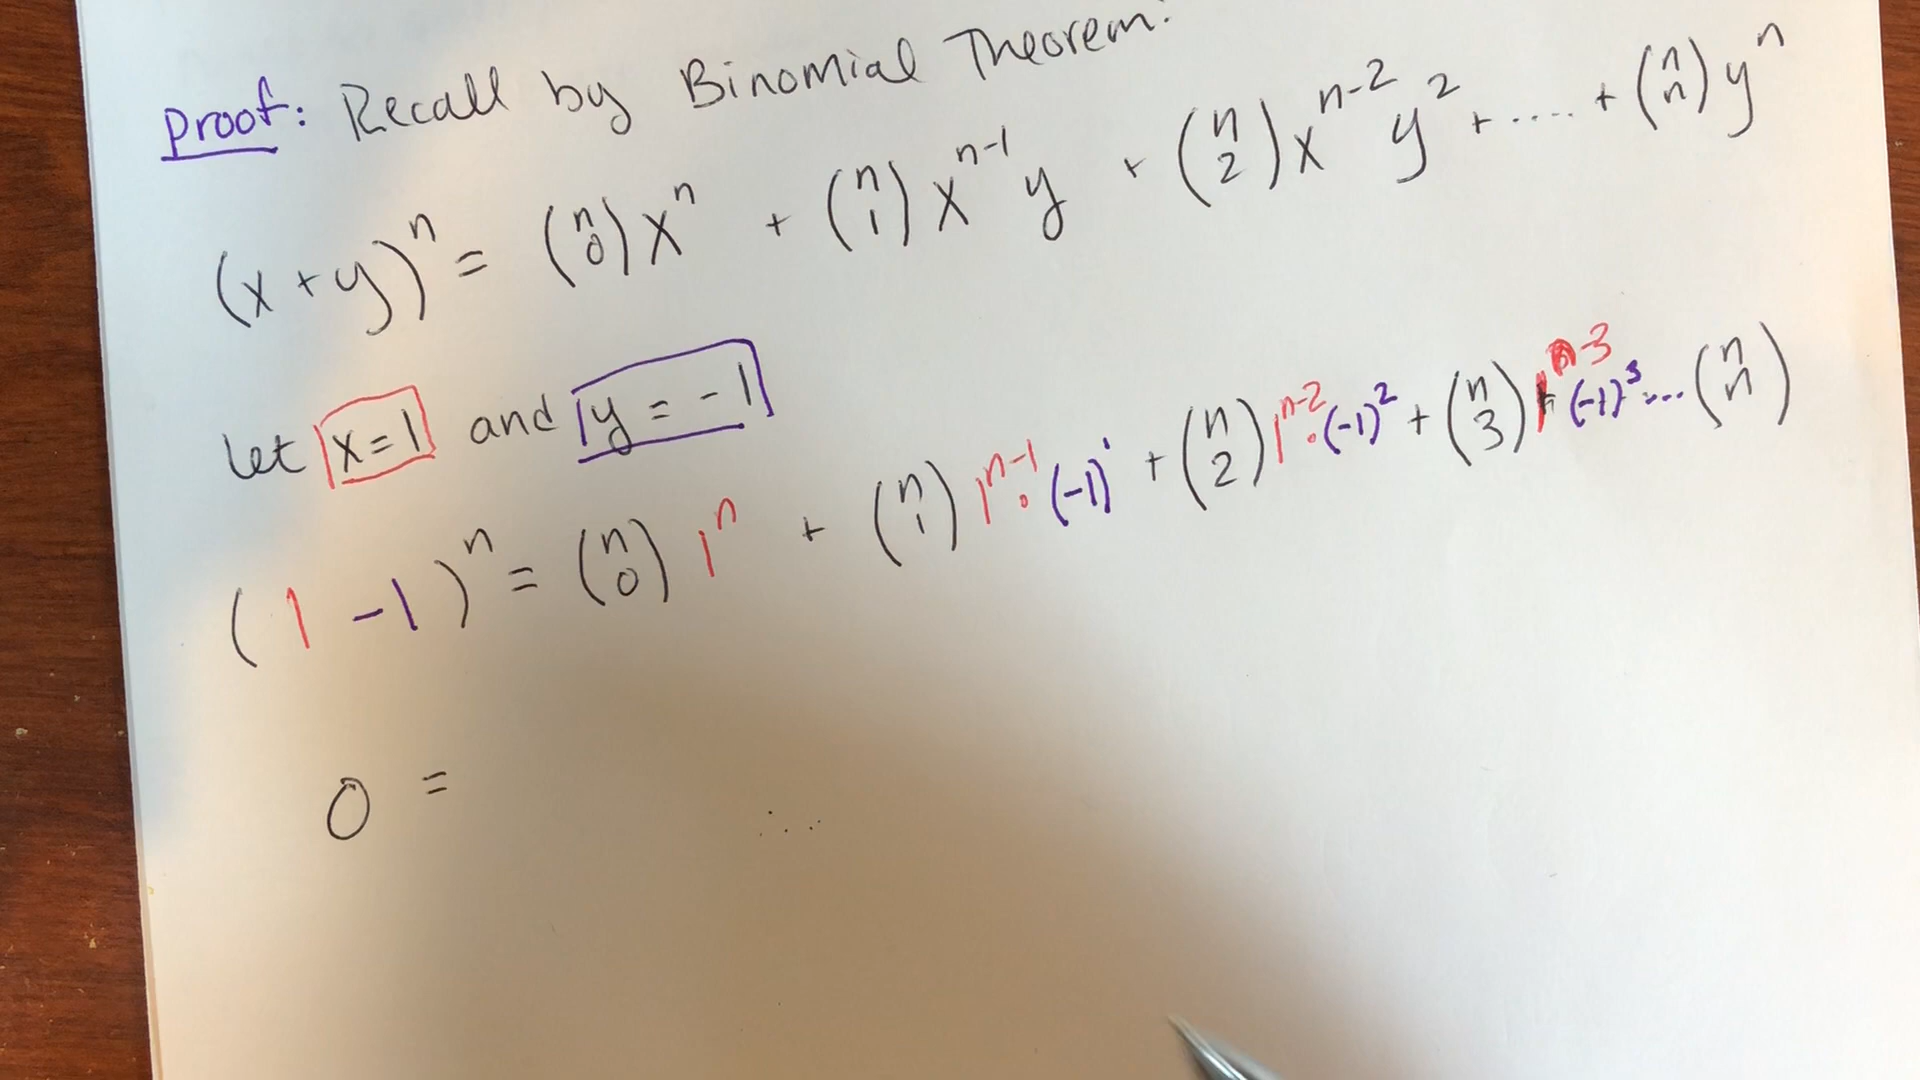 Proof: Recall by Binomial Theorem:
(x + y)^n = (n 0) x^n + (n 1) x^{n-1} y + (n 2) x^{n-2} y^2 + ..... + (n n) y^n
let x=1 and y = -1
(1 -1)^n = (n 0) 1^n + (n 1) 1^{n-1} · (-1)^1 + (n 2) 1^{n-2} · (-1)^2 + (n 3) 1^{n-3} (-1)^3 ... (n n)
0 =